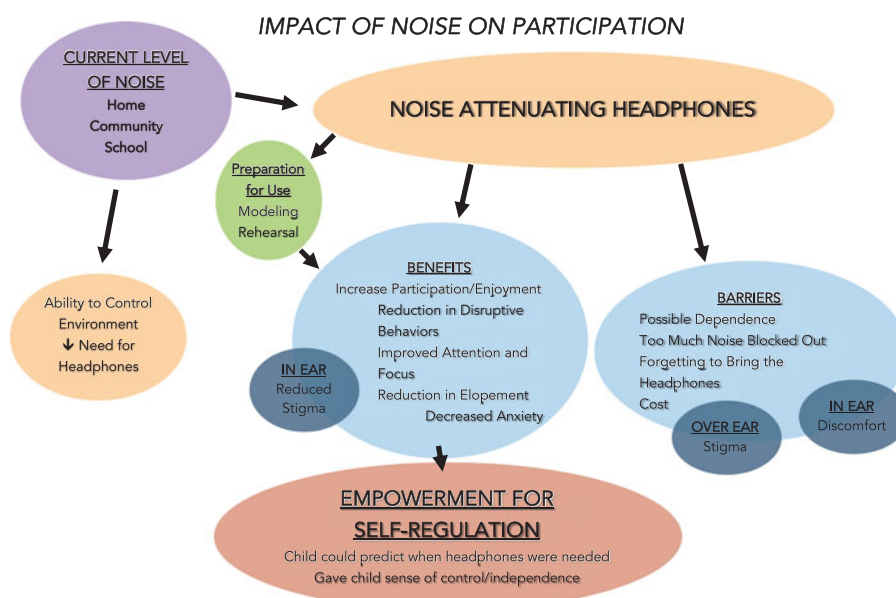 IMPACT OF NOISE ON PARTICIPATION
CURRENT LEVEL
OF NOISE
Home
Community
School
NOISE ATTENUATING HEADPHONES
Preparation
for Use
Modeling
Rehearsal
Ability to Control
Environment
↓ Need for
Headphones
BENEFITS
Increase Participation/Enjoyment
Reduction in Disruptive
Behaviors
Improved Attention and
Focus
Reduction in Elopement
Decreased Anxiety
IN EAR
Reduced
Stigma
BARRIERS
Possible Dependence
Too Much Noise Blocked Out
Forgetting to Bring the
Headphones
Cost
OVER EAR
Stigma
IN EAR
Discomfort
EMPOWERMENT FOR
SELF-REGULATION
Child could predict when headphones were needed
Gave child sense of control/independence